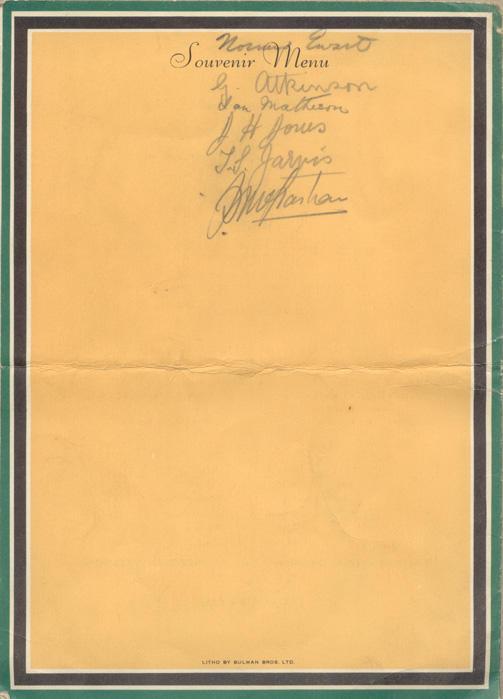 Norman Ewart
Souvenir Menu
G. Atkinson
Ian Matheson
J H Jones
T.S. Jarvis
LITHO BY BULMAN BROS. LTD.